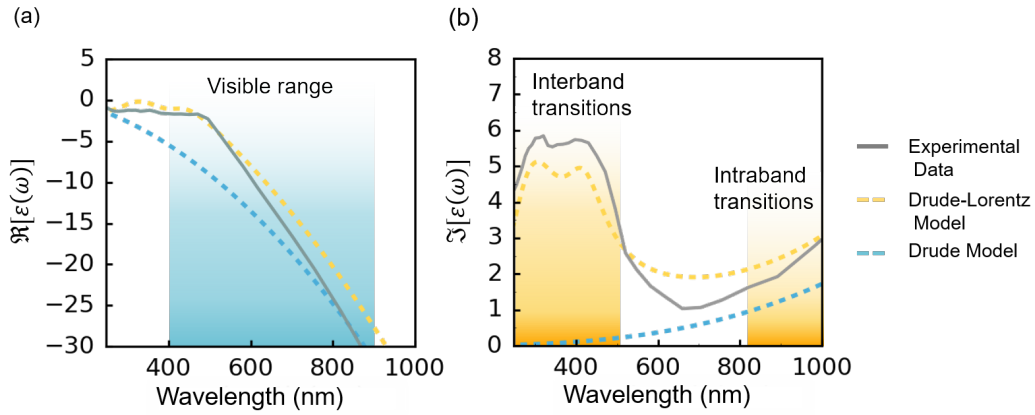 (a)
(b)
Visible range
ℜ[ε(ω)]
5
0
−5
−10
−15
−20
−25
−30
400
600
800
1000
Wavelength (nm)
Interband
transitions
Intraband
transitions
ℑ[ε(ω)]
8
7
6
5
4
3
2
1
0
400
600
800
1000
Wavelength (nm)
Experimental
Data
Drude-Lorentz
Model
Drude Model